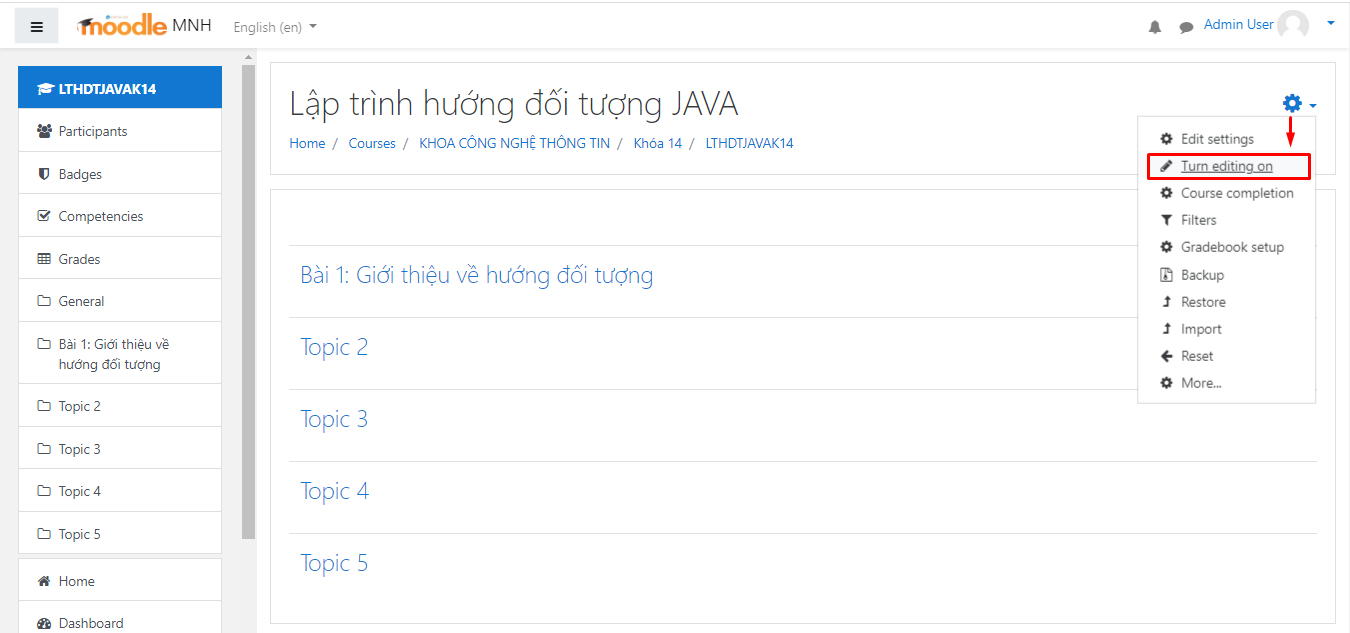 moodle MNH English (en)
Admin User
LTHDTJAVAK14
Participants
Badges
Competencies
Grades
General
Bài 1: Giới thiệu về
hướng đối tượng
Topic 2
Topic 3
Topic 4
Topic 5
Home
Dashboard
Lập trình hướng đối tượng JAVA
Home / Courses / KHOA CÔNG NGHỆ THÔNG TIN / Khóa 14 / LTHDTJAVAK14
Edit settings
Turn editing on
Course completion
Filters
Gradebook setup
Backup
Restore
Import
Reset
More...
Bài 1: Giới thiệu về hướng đối tượng
Topic 2
Topic 3
Topic 4
Topic 5